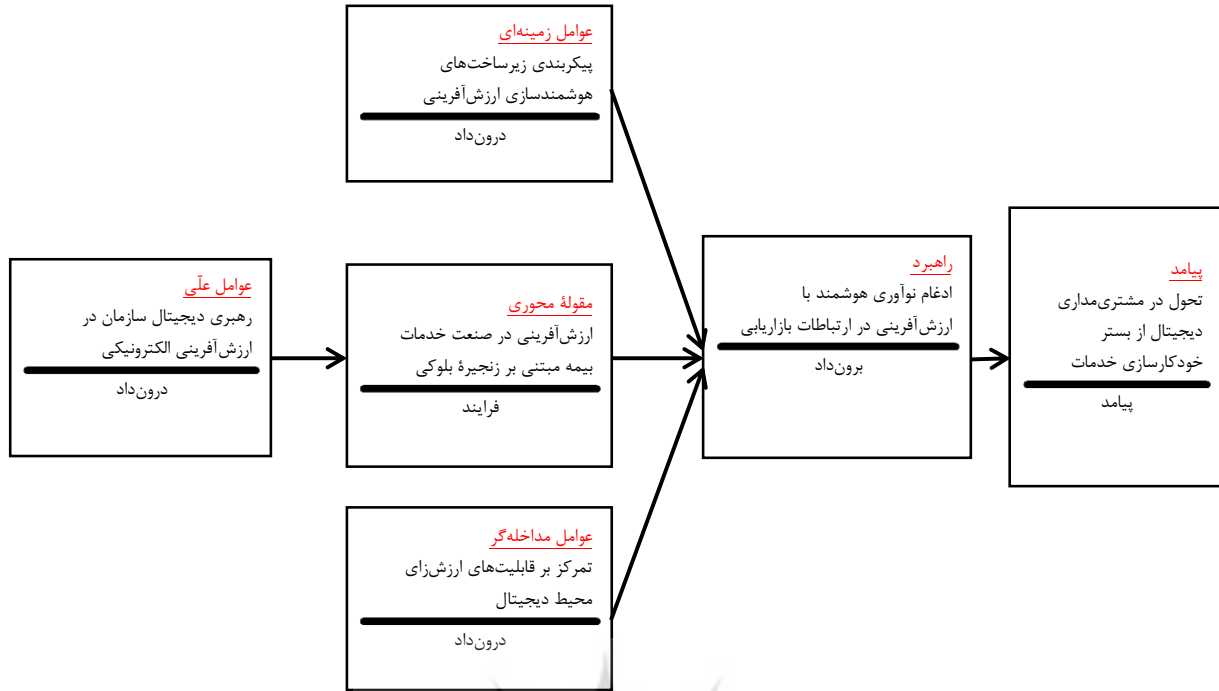 عوامل زمینه‌ای
پیکربندی زیرساخت‌های
هوشمندسازی ارزش‌آفرینی
درون‌داد
عوامل علّی
رهبری دیجیتال سازمان در
ارزش‌آفرینی الکترونیکی
درون‌داد
مقولهٔ محوری
ارزش‌آفرینی در صنعت خدمات
بیمه مبتنی بر زنجیرهٔ بلوکی
فرایند
عوامل مداخله‌گر
تمرکز بر قابلیت‌های ارزش‌زای
محیط دیجیتال
درون‌داد
راهبرد
ادغام نوآوری هوشمند با
ارزش‌آفرینی در ارتباطات بازاریابی
برون‌داد
پیامد
تحول در مشتری‌مداری
دیجیتال از بستر
خودکارسازی خدمات
پیامد